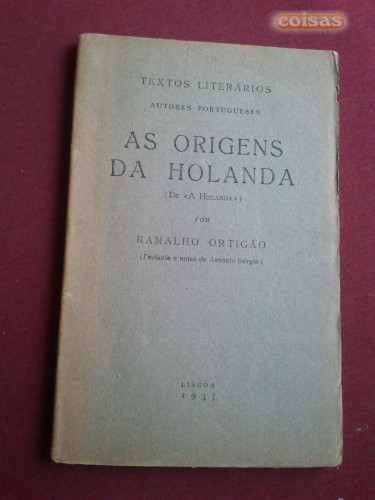 coisas
TEXTOS LITERÁRIOS
AUTORES PORTUGUESES
AS ORIGENS
DA HOLANDA
(De «A Holanda»)
POR
RAMALHO ORTIGÃO
(Prefácio e notas de António Sérgio)
LISBOA
1937